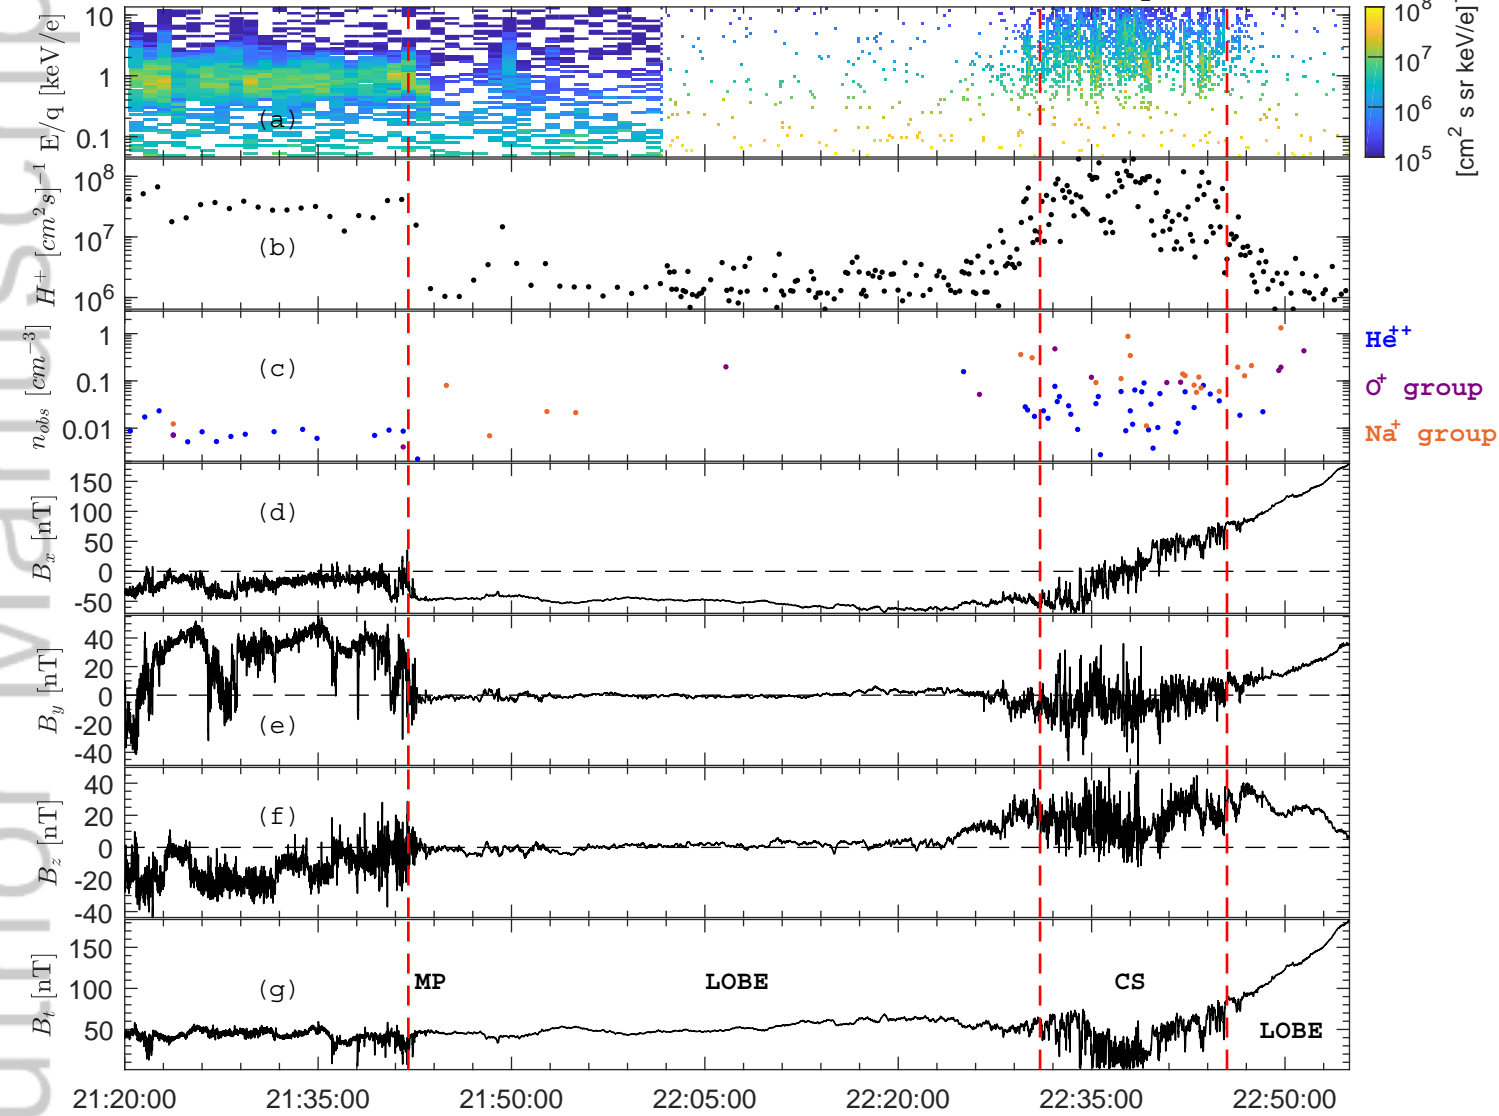 10
1
0.1
E/q [keV/e]
(a)
10^8
10^7
10^6
10^5
[cm^2 s sr keV/e]^-
10^8
10^7
10^6
H^+ [cm^2 s]^-1
(b)
1
0.1
0.01
n_obs [cm^-3]
(c)
He^++
O^+ group
Na^+ group
150
100
50
0
-50
B_x [nT]
(d)
40
20
0
-20
-40
B_y [nT]
(e)
40
20
0
-20
-40
B_z [nT]
(f)
150
100
50
B_t [nT]
(g)
MP
LOBE
CS
LOBE
21:20:00 21:35:00 21:50:00 22:05:00 22:20:00 22:35:00 22:50:00